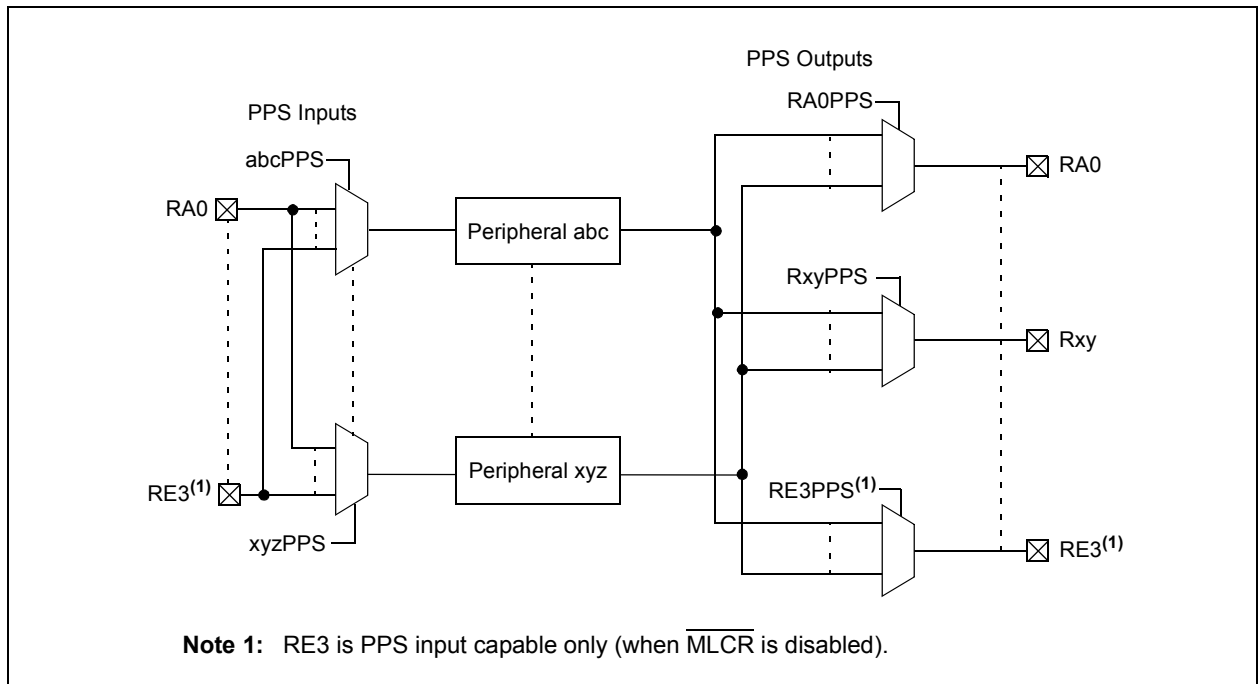 PPS Outputs
RA0PPS
PPS Inputs
abcPPS
RA0
RA0
Peripheral abc
RxyPPS
Rxy
Peripheral xyz
RE3PPS(1)
RE3(1)
xyzPPS
RE3(1)
Note 1: RE3 is PPS input capable only (when MLCR is disabled).